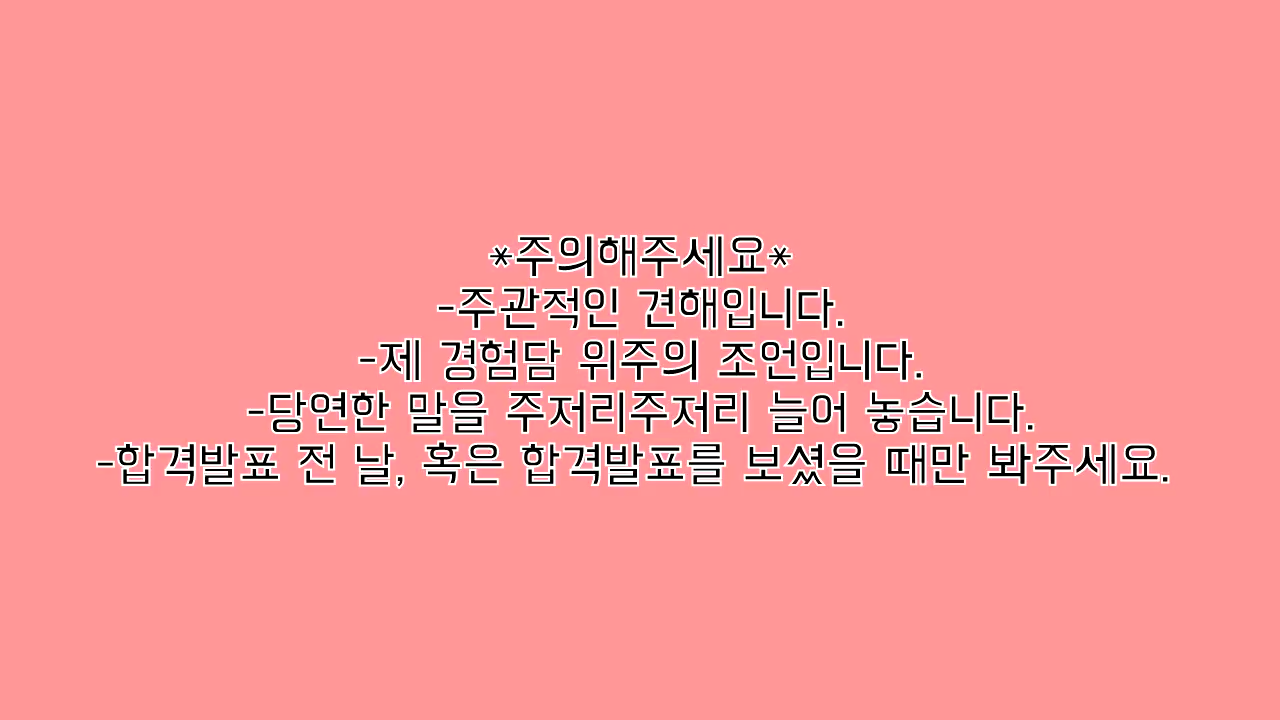 *주의해주세요*
-주관적인 견해입니다.
-제 경험담 위주의 조언입니다.
-당연한 말을 주저리주저리 늘어 놓습니다.
-합격발표 전 날, 혹은 합격발표를 보셨을 때만 봐주세요.